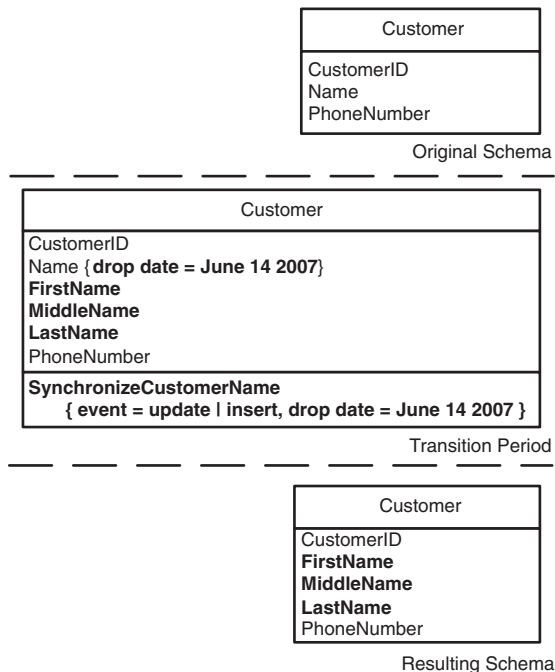 Customer
CustomerID
Name
PhoneNumber
Original Schema
Customer
CustomerID
Name {drop date = June 14 2007}
FirstName
MiddleName
LastName
PhoneNumber
SynchronizeCustomerName
{ event = update | insert, drop date = June 14 2007 }
Transition Period
Customer
CustomerID
FirstName
MiddleName
LastName
PhoneNumber
Resulting Schema